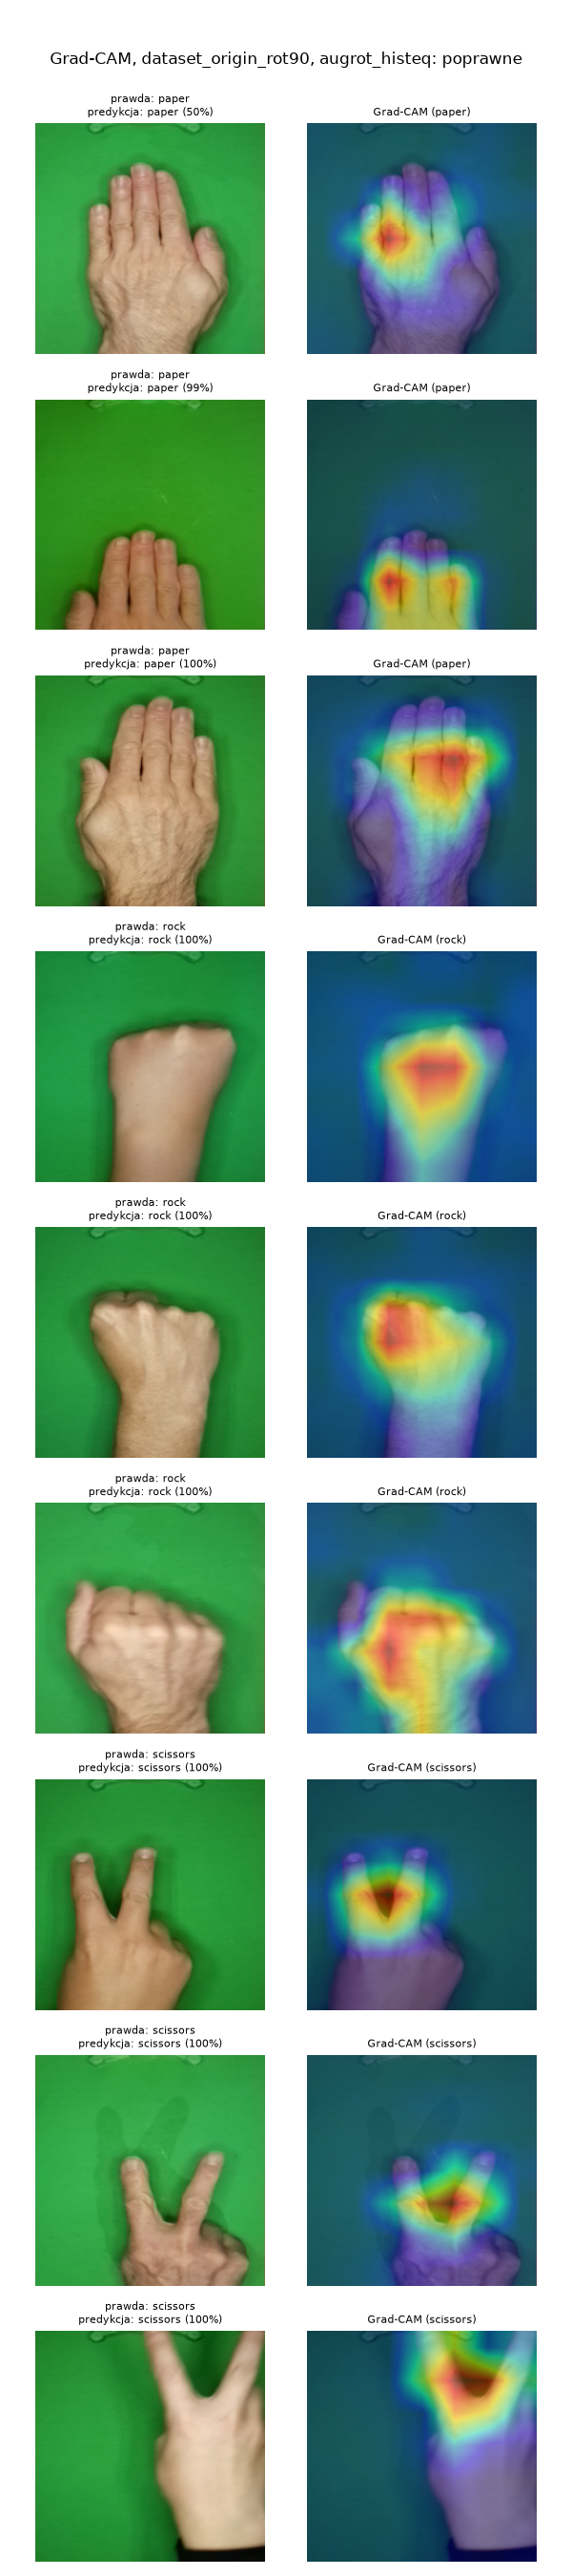 Grad-CAM, dataset_origin_rot90, augrot_histeq: poprawne
prawda: paper
predykcja: paper (50%)
Grad-CAM (paper)
prawda: paper
predykcja: paper (99%)
Grad-CAM (paper)
prawda: paper
predykcja: paper (100%)
Grad-CAM (paper)
prawda: rock
predykcja: rock (100%)
Grad-CAM (rock)
prawda: rock
predykcja: rock (100%)
Grad-CAM (rock)
prawda: rock
predykcja: rock (100%)
Grad-CAM (rock)
prawda: scissors
predykcja: scissors (100%)
Grad-CAM (scissors)
prawda: scissors
predykcja: scissors (100%)
Grad-CAM (scissors)
prawda: scissors
predykcja: scissors (100%)
Grad-CAM (scissors)